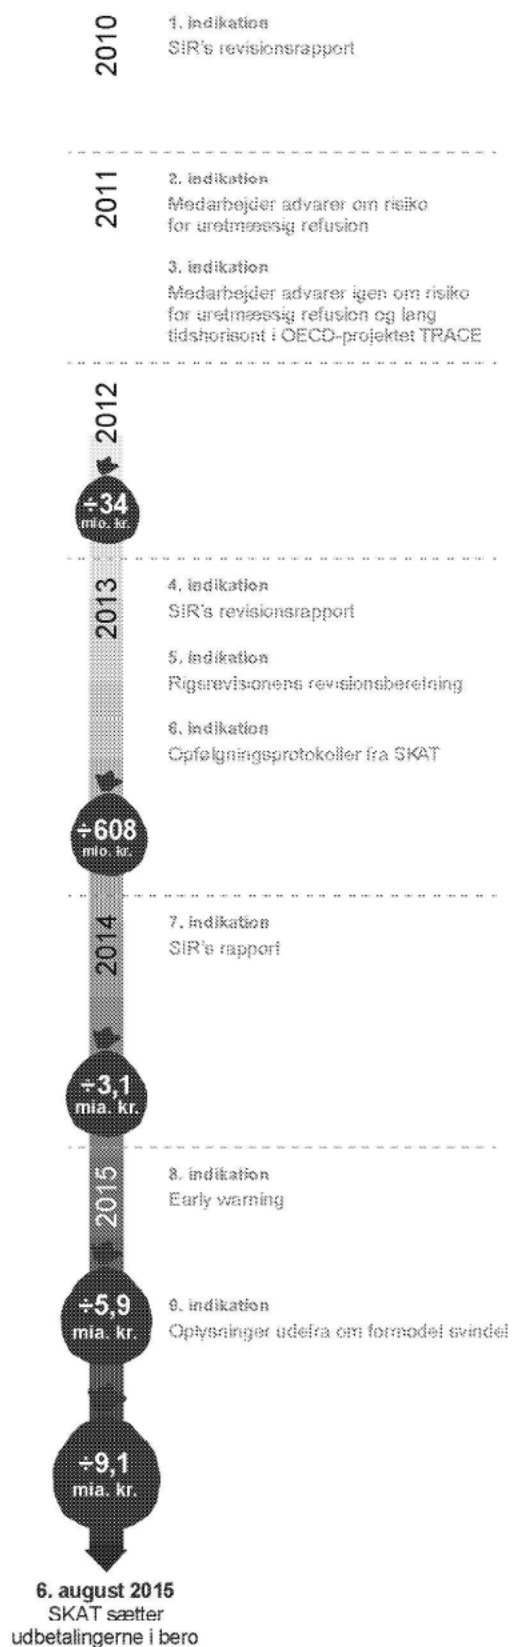 2010
1. indikation
SIR's revisionsrapport
2011
2. indikation
Medarbejder advarer om risiko
for uretmæssig refusion
3. indikation
Medarbejder advarer igen om risiko
for uretmæssig refusion og lang
tidshorisont i OECD-projektet TRACE
2012
÷34
mio. kr.
2013
4. indikation
SIR's revisionsrapport
5. indikation
Rigsrevisionens revisionsberetning
6. indikation
Opfølgningsprotokoller fra SKAT
÷608
mio. kr.
2014
7. indikation
SIR's rapport
÷3,1
mia. kr.
2015
8. indikation
Early warning
÷5,9
mia. kr.
9. indikation
Oplysninger udefra om formodet svindel
÷9,1
mia. kr.
6. august 2015
SKAT sætter
udbetalingerne i bero